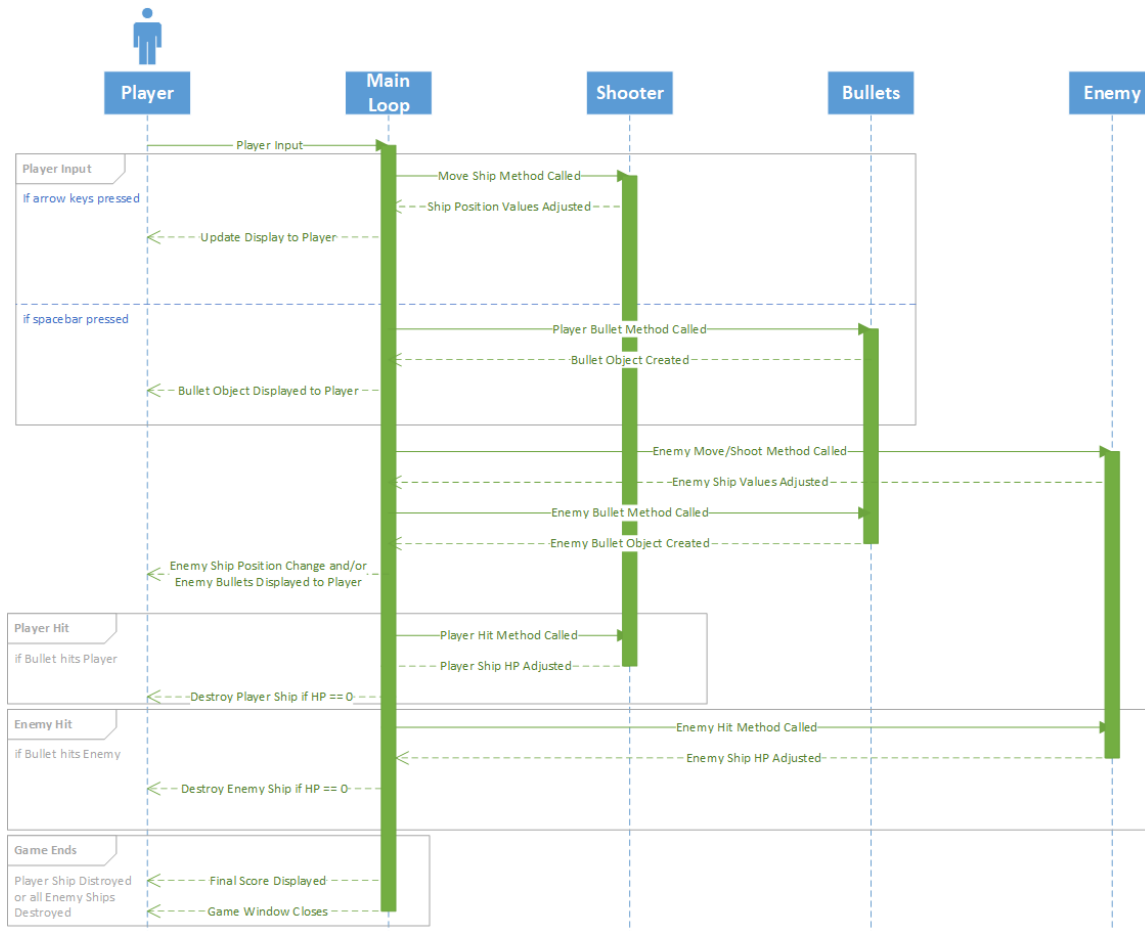 Player
Main
Loop
Shooter
Bullets
Enemy
Player Input
Player Input
Move Ship Method Called
If arrow keys pressed
Ship Position Values Adjusted
Update Display to Player
if spacebar pressed
Player Bullet Method Called
Bullet Object Created
Bullet Object Displayed to Player
Enemy Move/Shoot Method Called
Enemy Ship Values Adjusted
Enemy Bullet Method Called
Enemy Bullet Object Created
Enemy Ship Position Change and/or
Enemy Bullets Displayed to Player
Player Hit
Player Hit Method Called
if Bullet hits Player
Player Ship HP Adjusted
Destroy Player Ship if HP == 0
Enemy Hit
Enemy Hit Method Called
if Bullet hits Enemy
Enemy Ship HP Adjusted
Destroy Enemy Ship if HP == 0
Game Ends
Player Ship Distroyed
or all Enemy Ships
Destroyed
Final Score Displayed
Game Window Closes